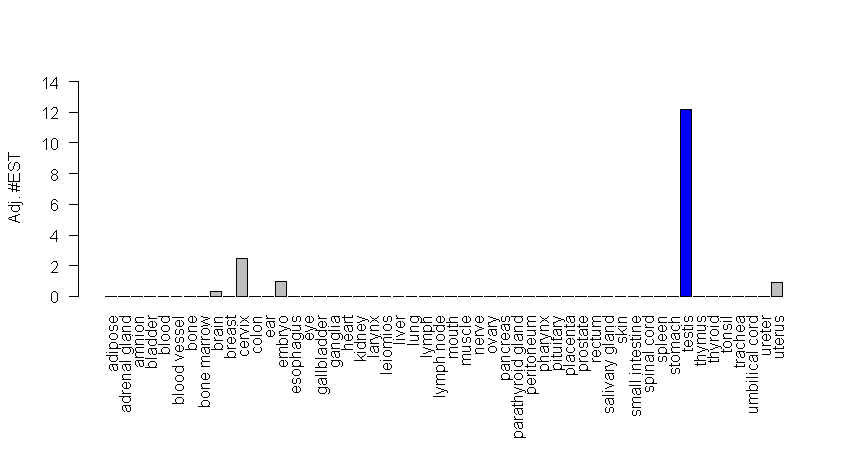 14
12
10
8
6
4
2
0
Adj. #EST
adipose
adrenal gland
amnion
bladder
blood
blood vessel
bone
bone marrow
brain
breast
cervix
colon
ear
embryo
esophagus
eye
gallbladder
ganglia
heart
kidney
larynx
leiomios
liver
lung
lymph
lymph node
mouth
muscle
nerve
ovary
pancreas
parathyroid gland
peritoneum
pharynx
pituitary
placenta
prostate
rectum
salivary gland
skin
small intestine
spinal cord
spleen
stomach
testis
thymus
thyroid
tonsil
trachea
umbilical cord
ureter
uterus